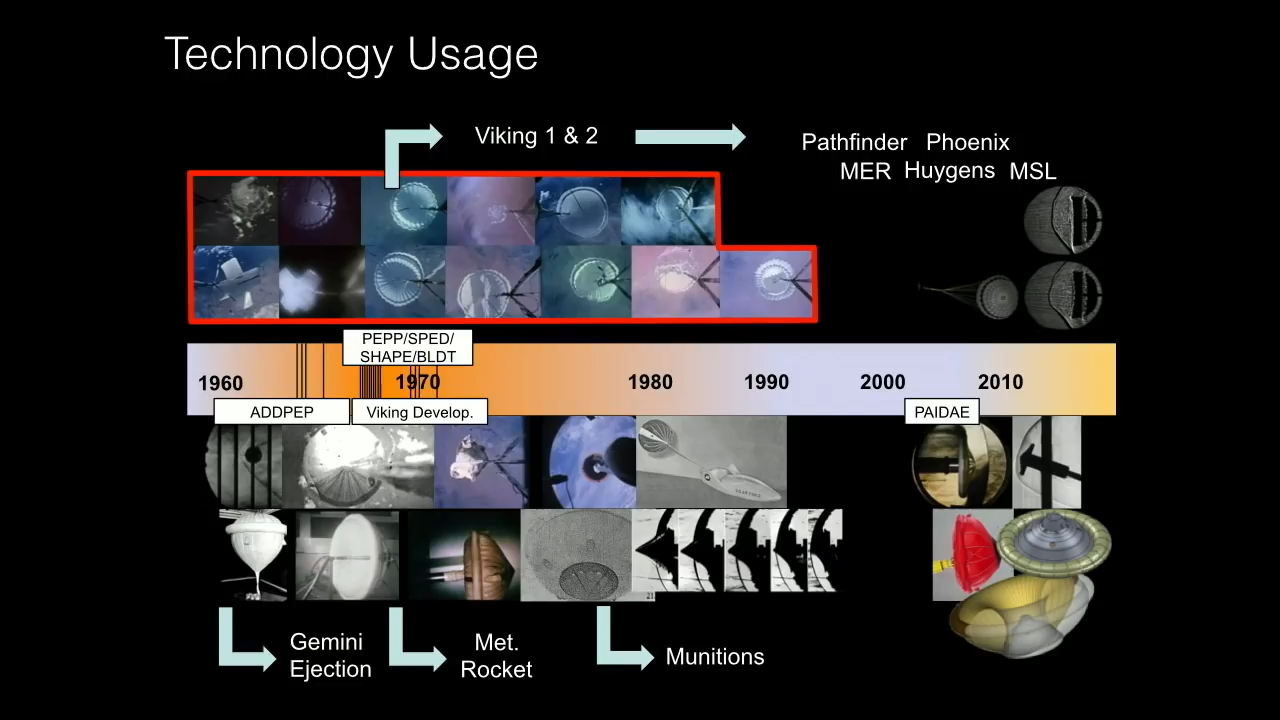 Technology Usage
Viking 1 & 2
Pathfinder Phoenix
MER Huygens MSL
PEPP/SPED/
SHAPE/BLDT
1960 1970 1980 1990 2000 2010
ADDPEP Viking Develop. PAIDAE
Gemini
Ejection
Met.
Rocket
Munitions